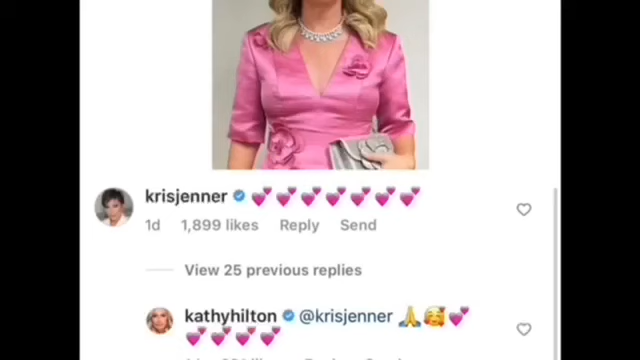 krisjenner 💕💕💕💕💕💕💕
1d 1,899 likes Reply Send
View 25 previous replies
kathyhilton @krisjenner 🙏🥰💕
💕💕💕💕